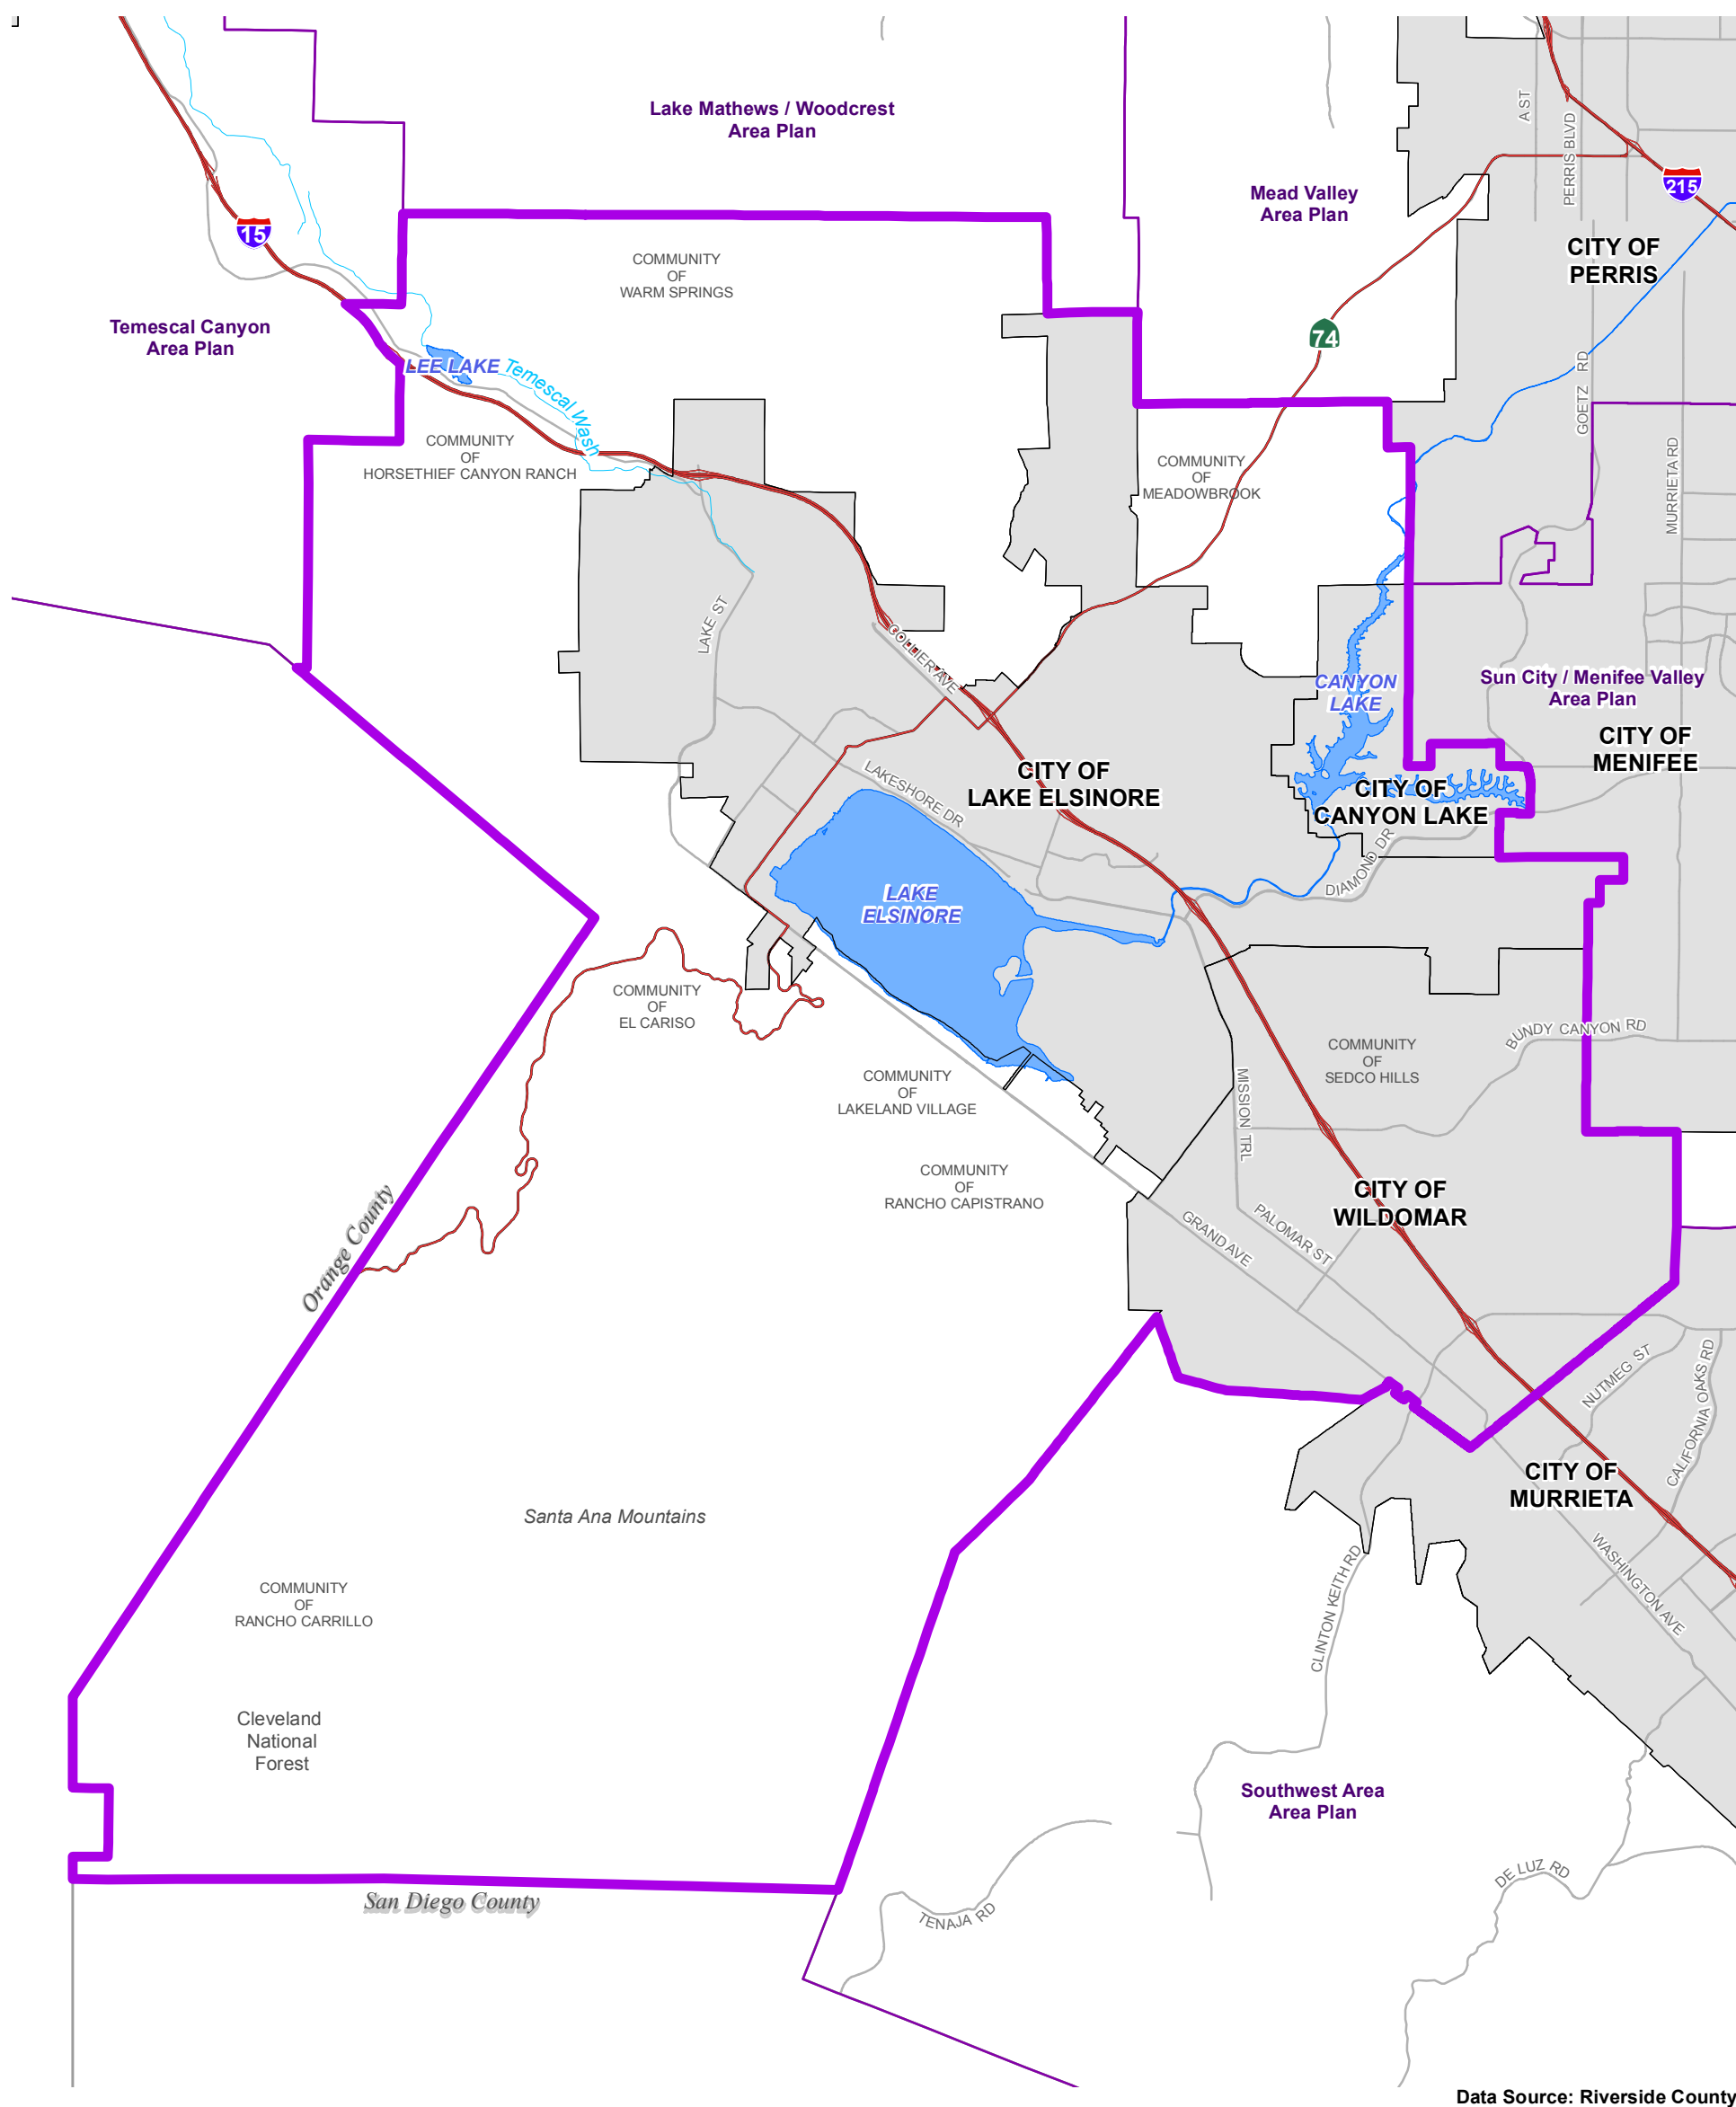 Lake Mathews / Woodcrest
Area Plan
A ST
PERRIS BLVD
215
Mead Valley
Area Plan
15
CITY OF
PERRIS
COMMUNITY
OF
WARM SPRINGS
Temescal Canyon
Area Plan
74
LEE LAKE
Temescal Wash
GOETZ RD
MURRIETA RD
COMMUNITY
OF
HORSETHIEF CANYON RANCH
COMMUNITY
OF
MEADOWBROOK
LAKE ST
COLLIER AVE
CANYON
LAKE
Sun City / Menifee Valley
Area Plan
CITY OF
MENIFEE
CITY OF
LAKE ELSINORE
LAKESHORE DR
CITY OF
CANYON LAKE
DIAMOND DR
LAKE
ELSINORE
COMMUNITY
OF
EL CARISO
BUNDY CANYON RD
COMMUNITY
OF
SEDCO HILLS
COMMUNITY
OF
LAKELAND VILLAGE
MISSION TRL
COMMUNITY
OF
RANCHO CAPISTRANO
CITY OF
WILDOMAR
Orange County
GRAND AVE
PALOMAR ST
NUTMEG ST
CALIFORNIA OAKS RD
CITY OF
MURRIETA
Santa Ana Mountains
WASHINGTON AVE
CLINTON KEITH RD
COMMUNITY
OF
RANCHO CARRILLO
Cleveland
National
Forest
Southwest Area
Area Plan
San Diego County
TENAJA RD
DE LUZ RD
Data Source: Riverside County